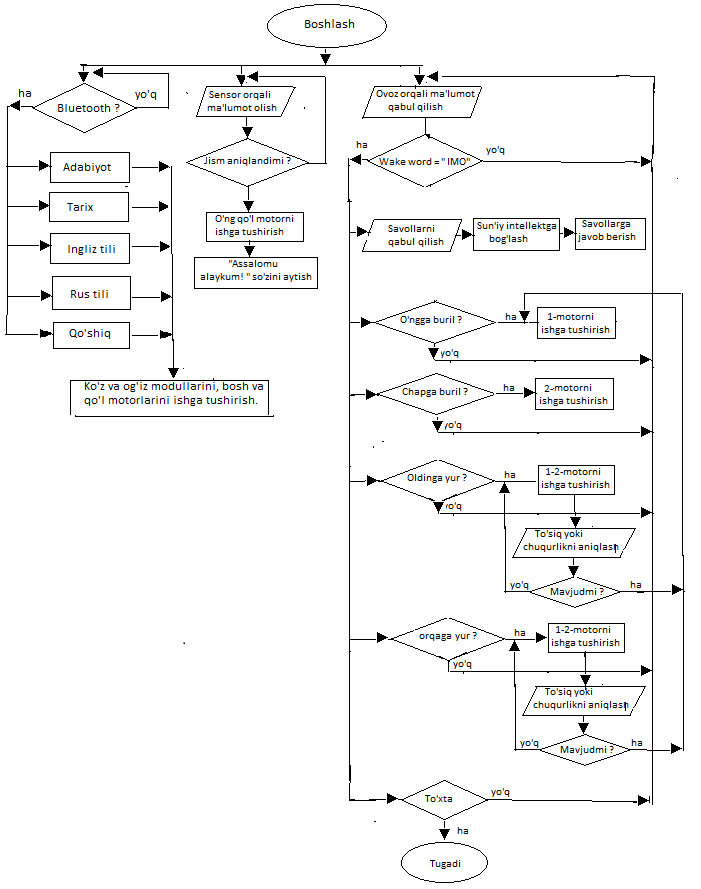 Boshlash
ha
Bluetooth ?
yo'q
Adabiyot
Tarix
Ingliz tili
Rus tili
Qo'shiq
Ko'z va og'iz modullarini, bosh va
qo'l motorlarini ishga tushirish.
Sensor orqali
ma'lumot olish
Jism aniqlandimi ?
O'ng qo'l motorni
ishga tushirish
"Assalomu
alaykum! " so'zini aytish
Ovoz orqali ma'lumot
qabul qilish
ha
Wake word = " IMO"
yo'q
Savollarni
qabul qilish
Sun'iy intellektga
bog'lash
Savollarga
javob berish
O'ngga buril ?
ha
1-motorni
ishga tushirish
yo'q
Chapga buril ?
ha
2-motorni
ishga tushirish
yo'q
Oldinga yur ?
ha
1-2-motorni
ishga tushirish
yo'q
To'siq yoki
chuqurlikni aniqlash
yo'q
Mavjudmi ?
ha
orqaga yur ?
ha
1-2-motorni
ishga tushirish
yo'q
To'siq yoki
chuqurlikni aniqlash
yo'q
Mavjudmi ?
ha
To'xta
yo'q
ha
Tugadi